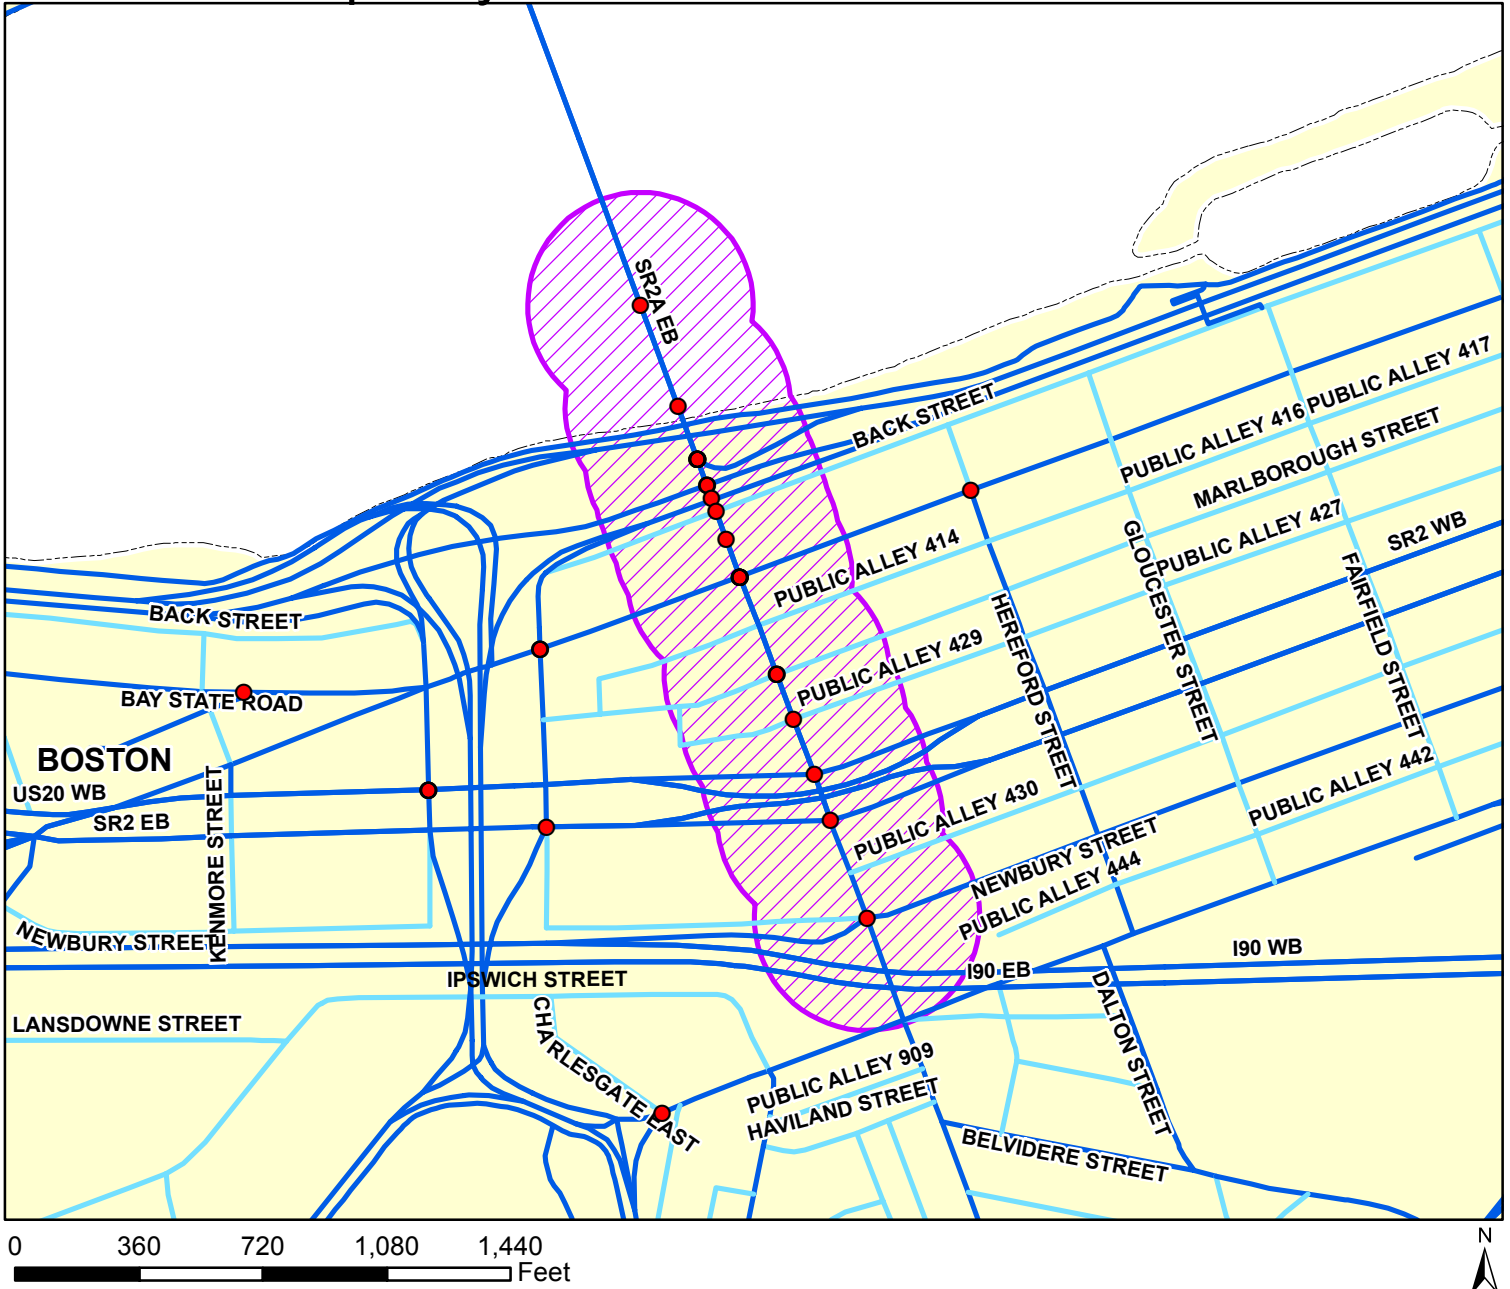 SR2A EB
BACK STREET
PUBLIC ALLEY 417
PUBLIC ALLEY 416
MARLBOROUGH STREET
PUBLIC ALLEY 427
SR2 WB
PUBLIC ALLEY 414
GLOUCESTER STREET
FAIRFIELD STREET
HEREFORD STREET
BACK STREET
PUBLIC ALLEY 429
BAY STATE ROAD
BOSTON
US20 WB
SR2 EB
KENMORE STREET
PUBLIC ALLEY 430
PUBLIC ALLEY 442
NEWBURY STREET
PUBLIC ALLEY 444
NEWBURY STREET
I90 WB
I90 EB
IPSWICH STREET
LANSDOWNE STREET
CHARLESGATE EAST
DALTON STREET
PUBLIC ALLEY 909
HAVILAND STREET
BELVIDERE STREET
0 360 720 1,080 1,440
Feet
N